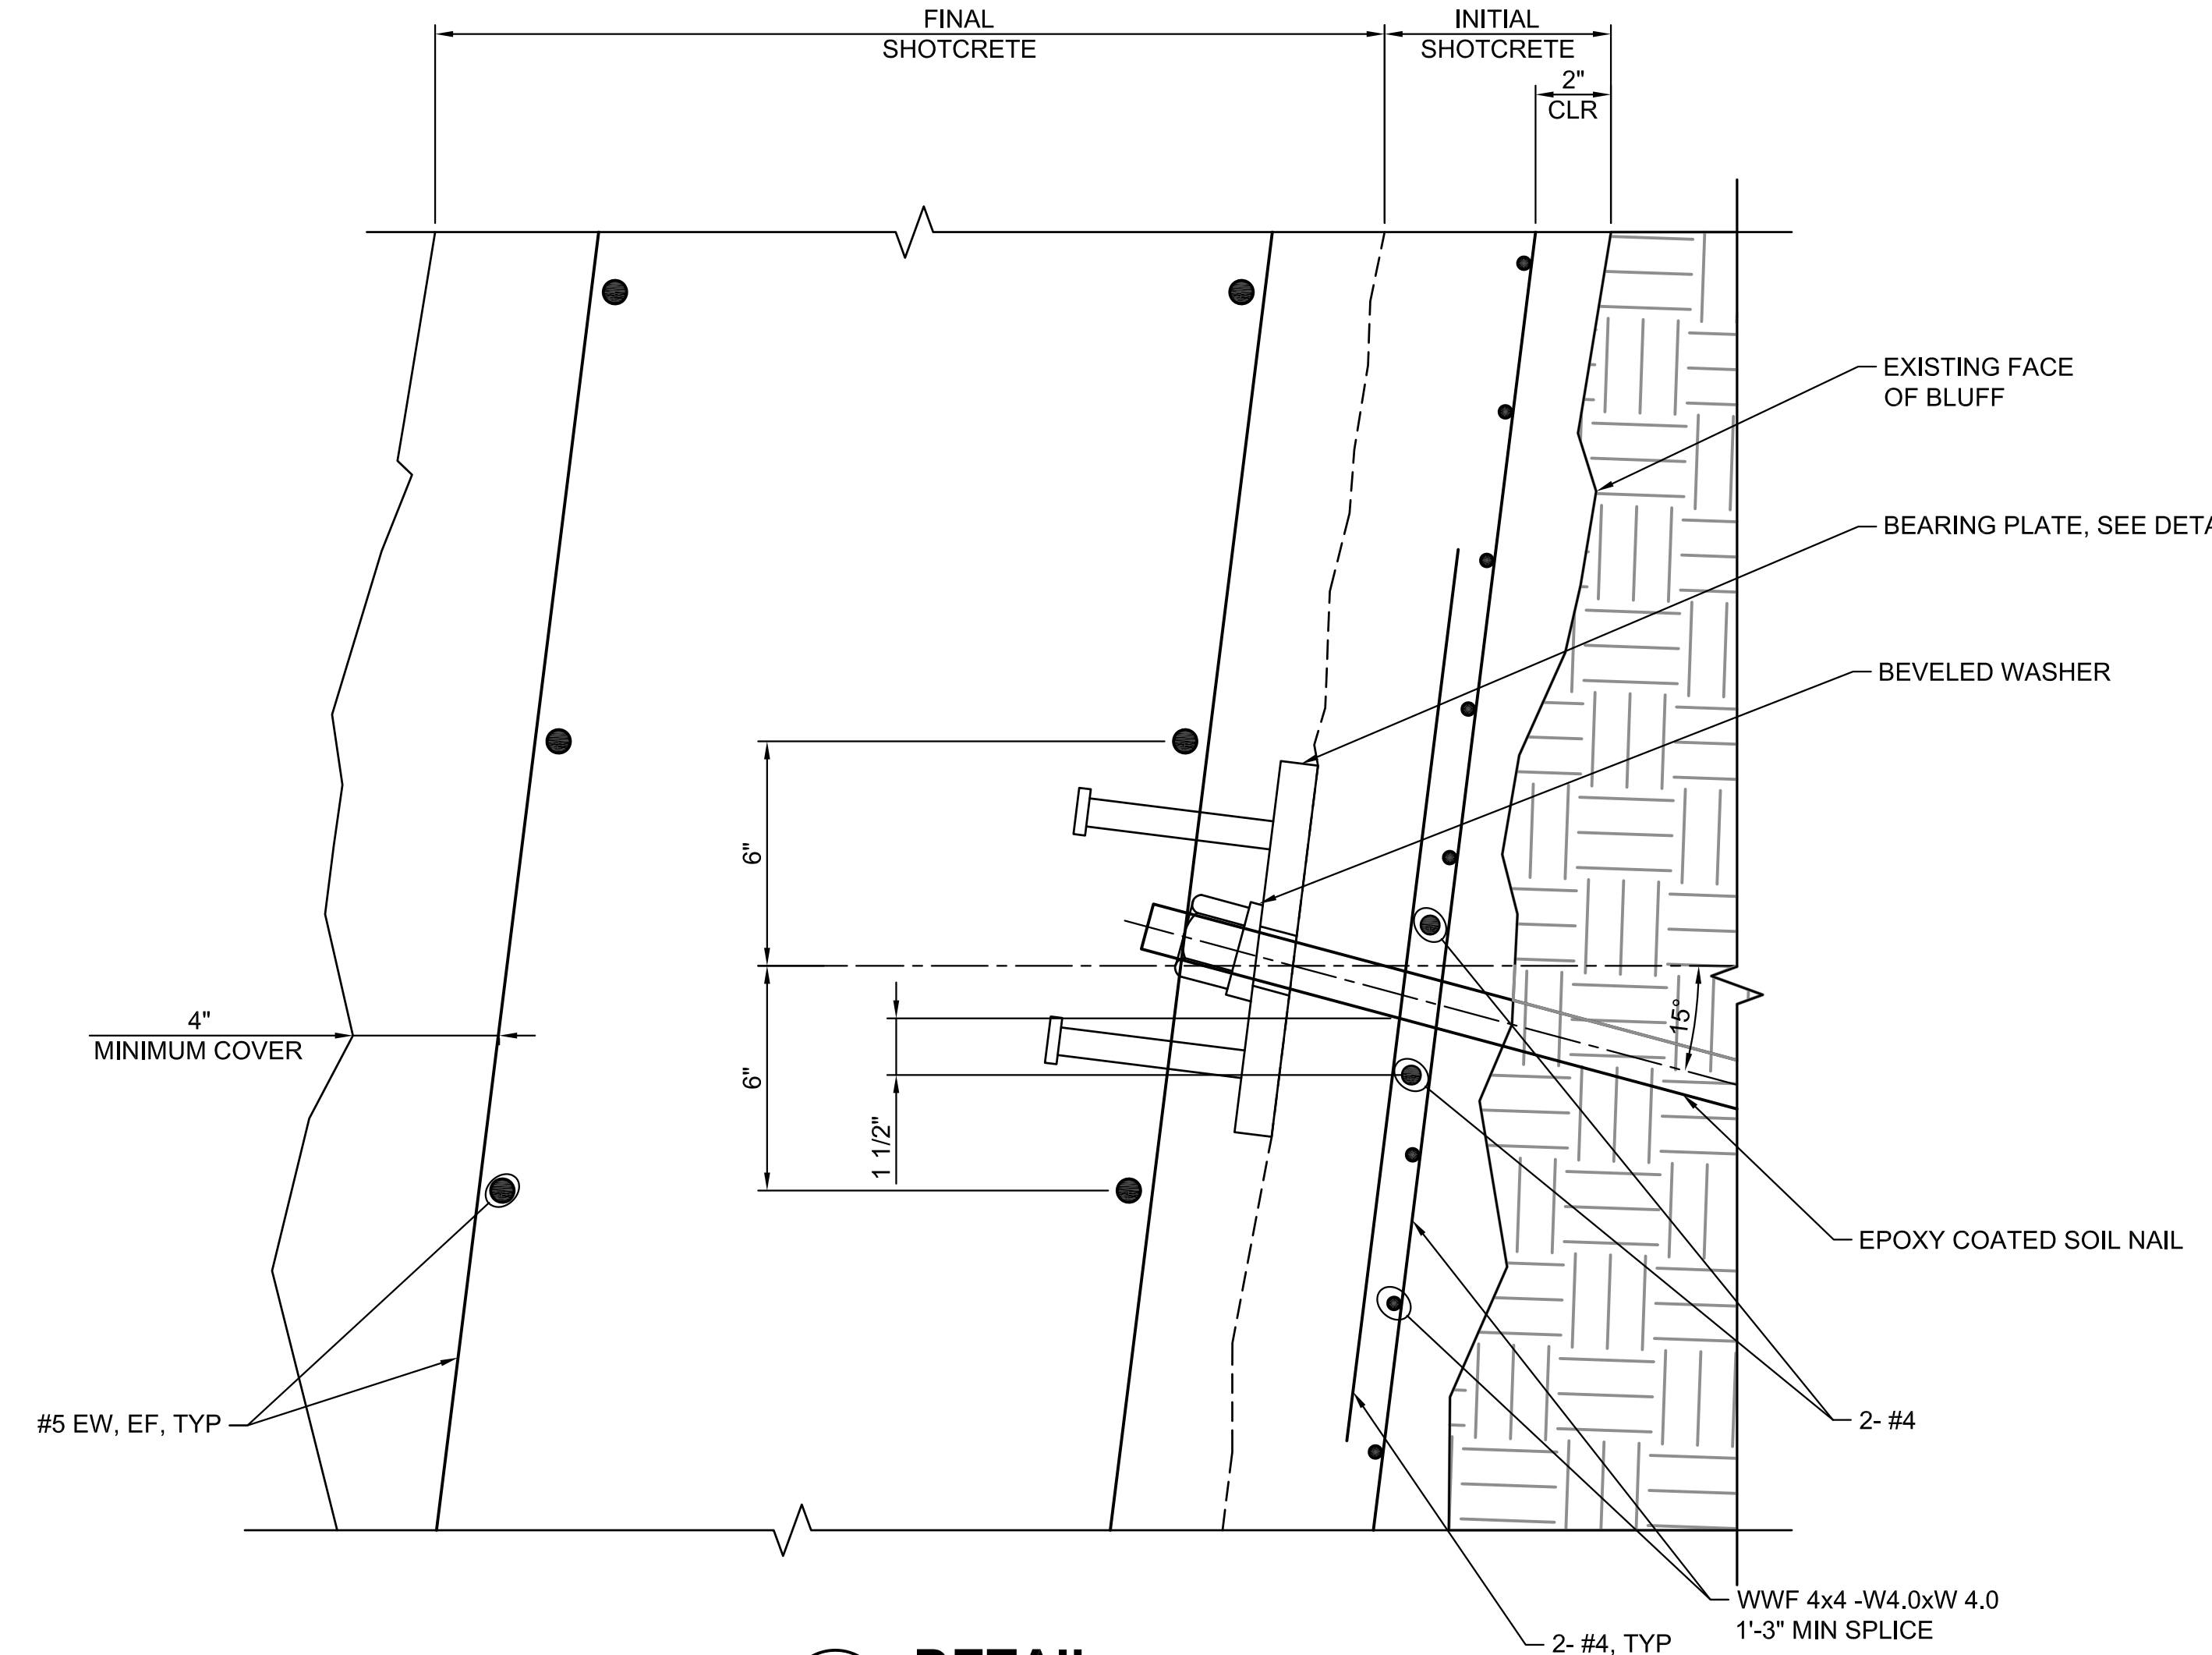 FINAL
SHOTCRETE
INITIAL
SHOTCRETE
2"
CLR
EXISTING FACE
OF BLUFF
BEARING PLATE, SEE
BEVELED WASHER
6"
4"
MINIMUM COVER
6"
1 1/2"
15°
EPOXY COATED SOIL NAIL
#5 EW, EF, TYP
2- #4
WWF 4x4 -W4.0xW 4.0
1'-3" MIN SPLICE
2- #4, TYP